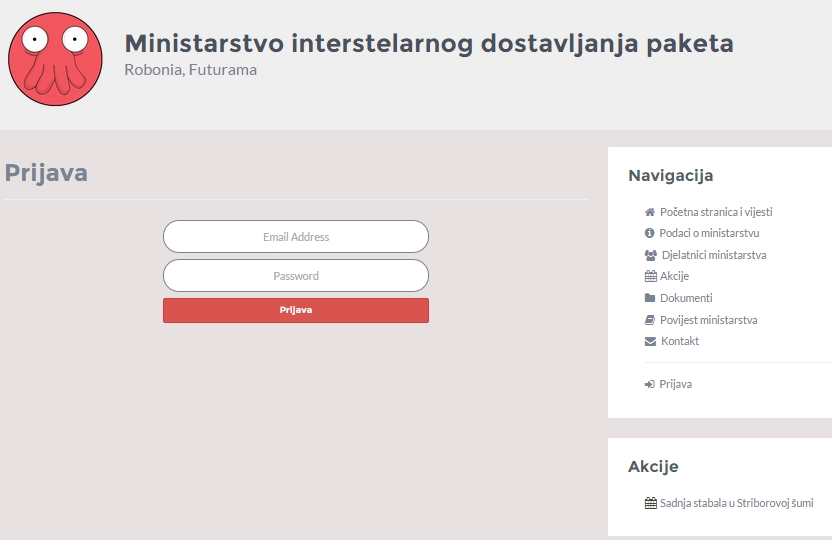 Ministarstvo interstelarnog dostavljanja paketa
Robonia, Futurama
Prijava
Email Address
Password
Prijava
Navigacija
Početna stranica i vijesti
Podaci o ministarstvu
Djelatnici ministarstva
Akcije
Dokumenti
Povijest ministarstva
Kontakt
Prijava
Akcije
Sadnja stabala u Striborovoj šumi